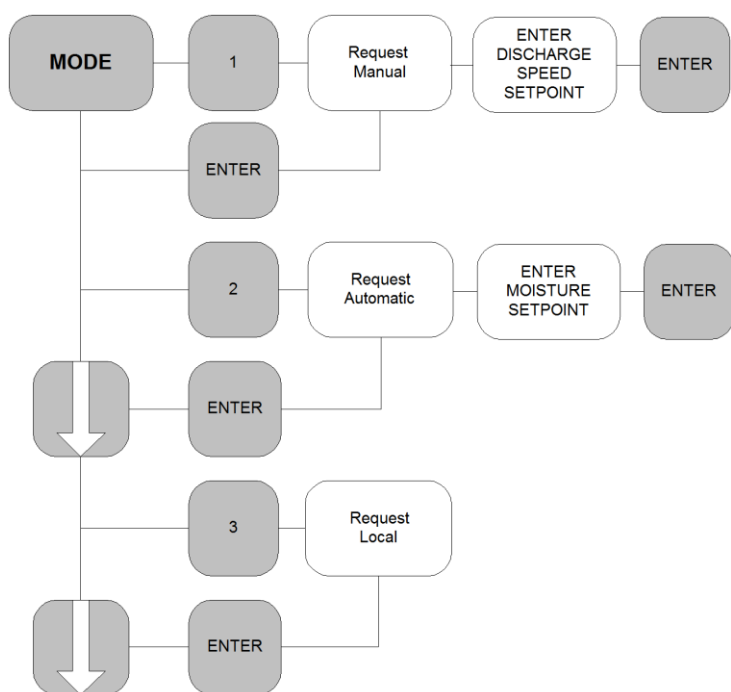 MODE
1
Request
Manual
ENTER
DISCHARGE
SPEED
SETPOINT
ENTER
ENTER
2
Request
Automatic
ENTER
MOISTURE
SETPOINT
ENTER
ENTER
3
Request
Local
ENTER